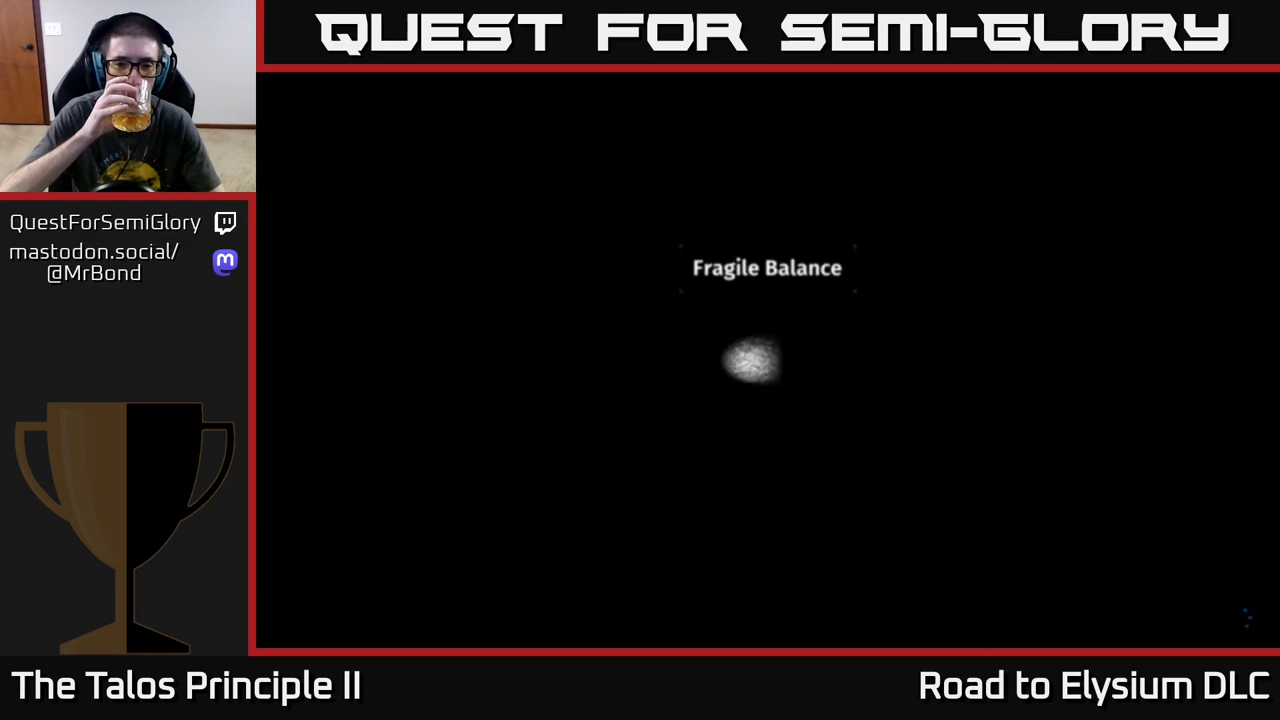 QUEST FOR SEMI-GLORY
QuestForSemiGlory
mastodon.social/
@MrBond
Fragile Balance
The Talos Principle II
Road to Elysium DLC